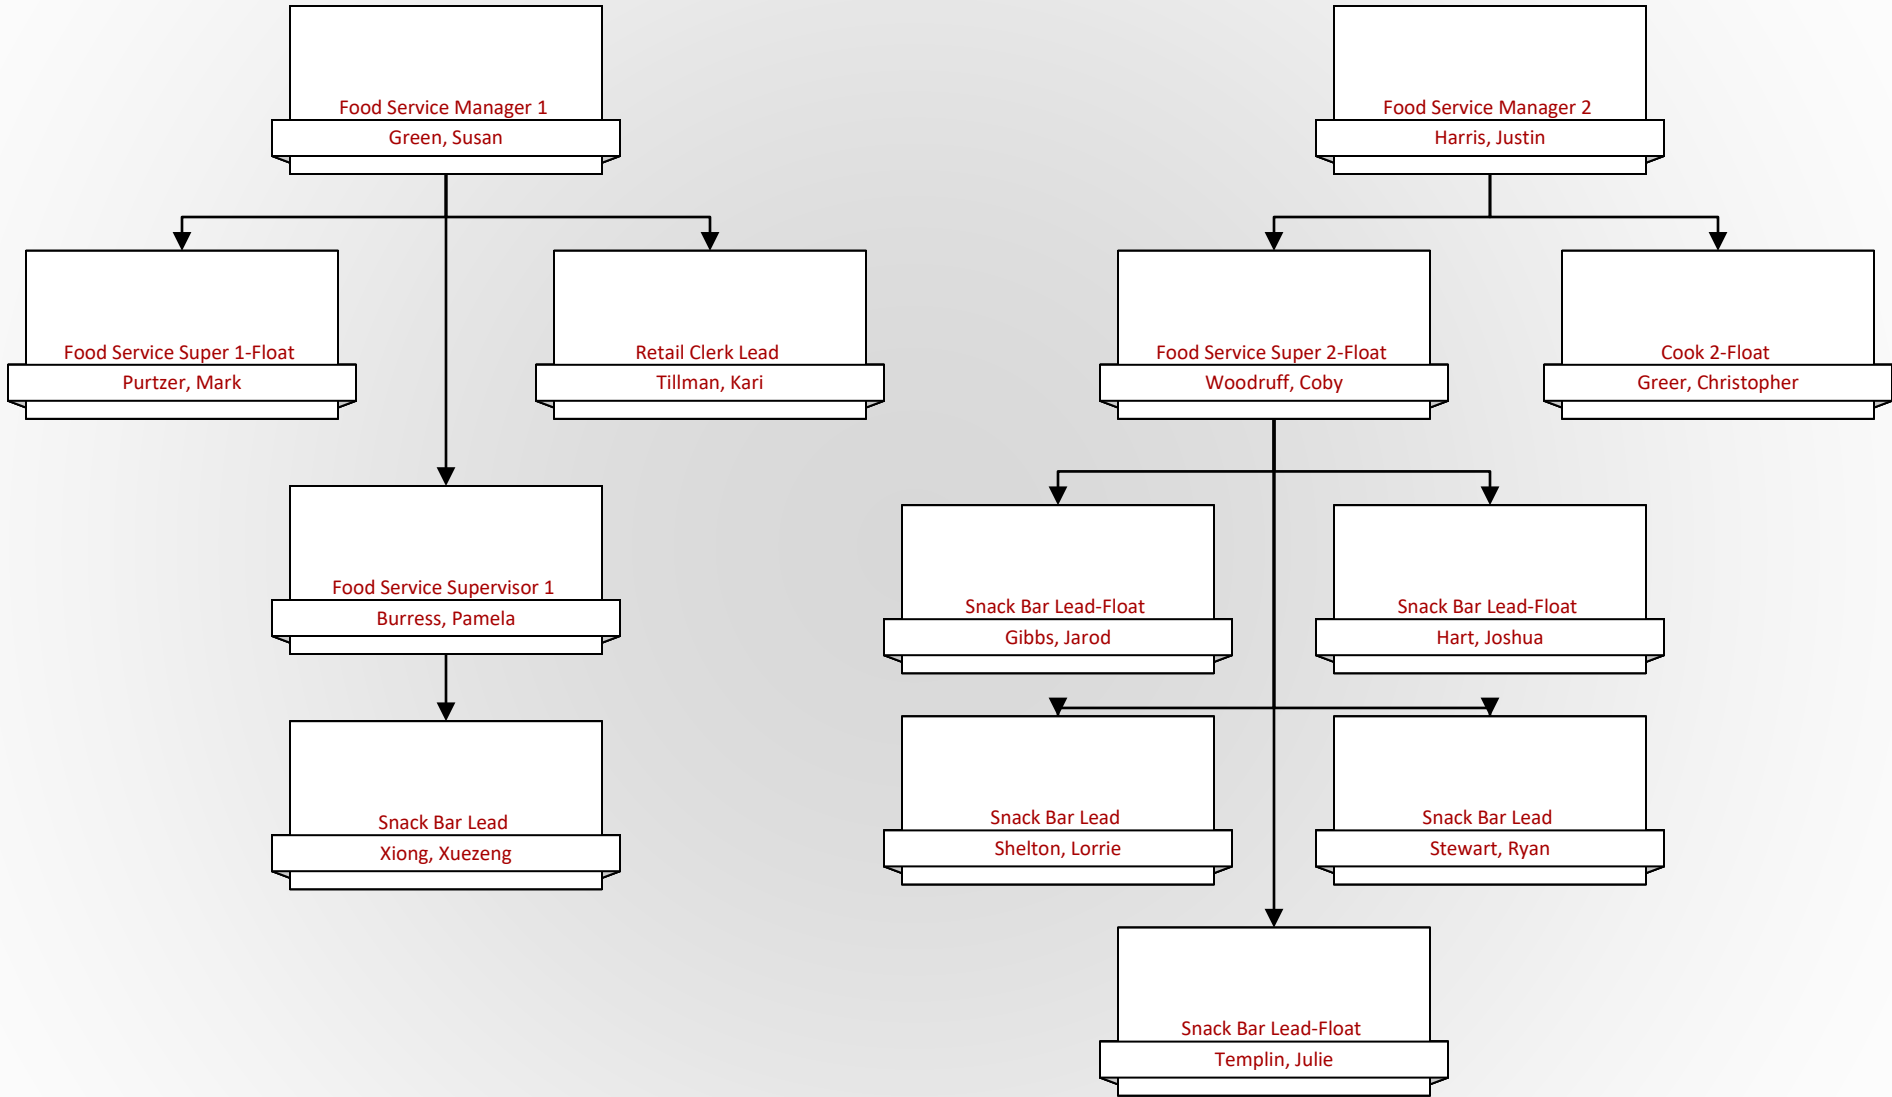 Food Service Manager 1
Green, Susan
Food Service Manager 2
Harris, Justin
Food Service Super 1-Float
Purtzer, Mark
Retail Clerk Lead
Tillman, Kari
Food Service Super 2-Float
Woodruff, Coby
Cook 2-Float
Greer, Christopher
Food Service Supervisor 1
Burress, Pamela
Snack Bar Lead-Float
Gibbs, Jarod
Snack Bar Lead-Float
Hart, Joshua
Snack Bar Lead
Xiong, Xuezeng
Snack Bar Lead
Shelton, Lorrie
Snack Bar Lead
Stewart, Ryan
Snack Bar Lead-Float
Templin, Julie